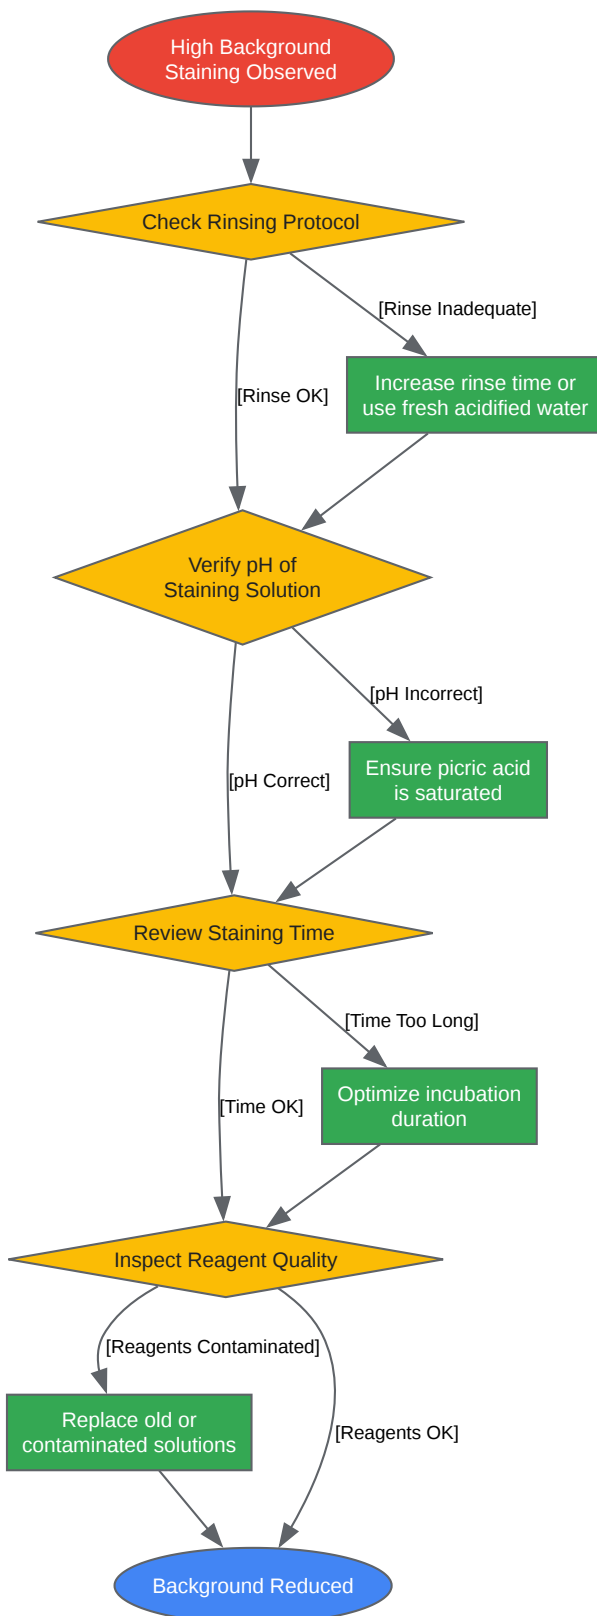 High Background
Staining Observed
Check Rinsing Protocol
[Rinse Inadequate]
Increase rinse time or
use fresh acidified water
[Rinse OK]
Verify pH of
Staining Solution
[pH Incorrect]
Ensure picric acid
is saturated
[pH Correct]
Review Staining Time
[Time Too Long]
Optimize incubation
duration
[Time OK]
Inspect Reagent Quality
[Reagents Contaminated]
Replace old or
contaminated solutions
[Reagents OK]
Background Reduced